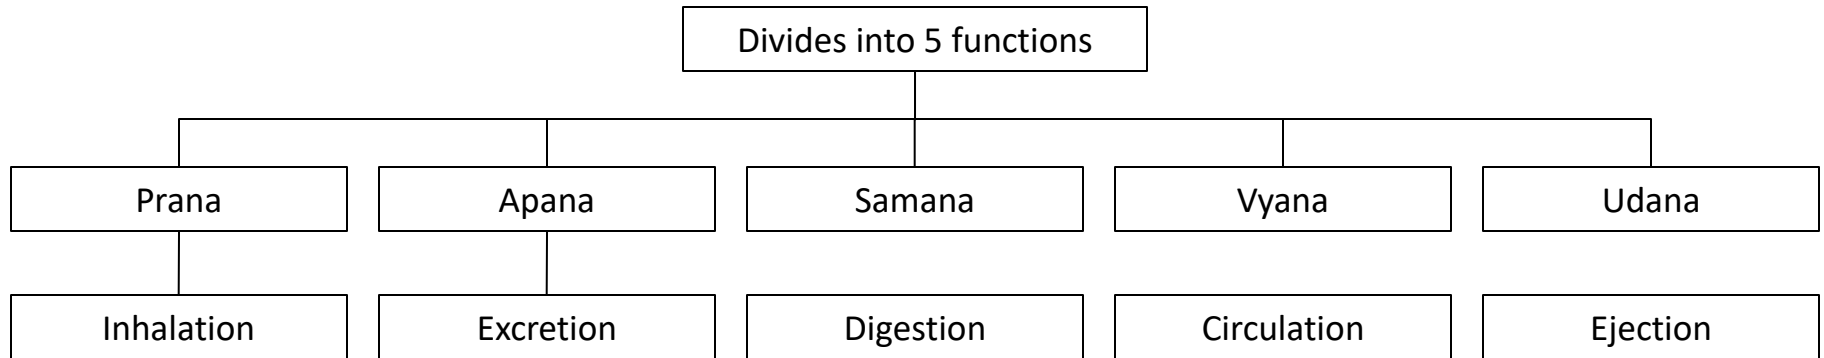 Divides into 5 functions
Prana
Apana
Samana
Vyana
Udana
Inhalation
Excretion
Digestion
Circulation
Ejection